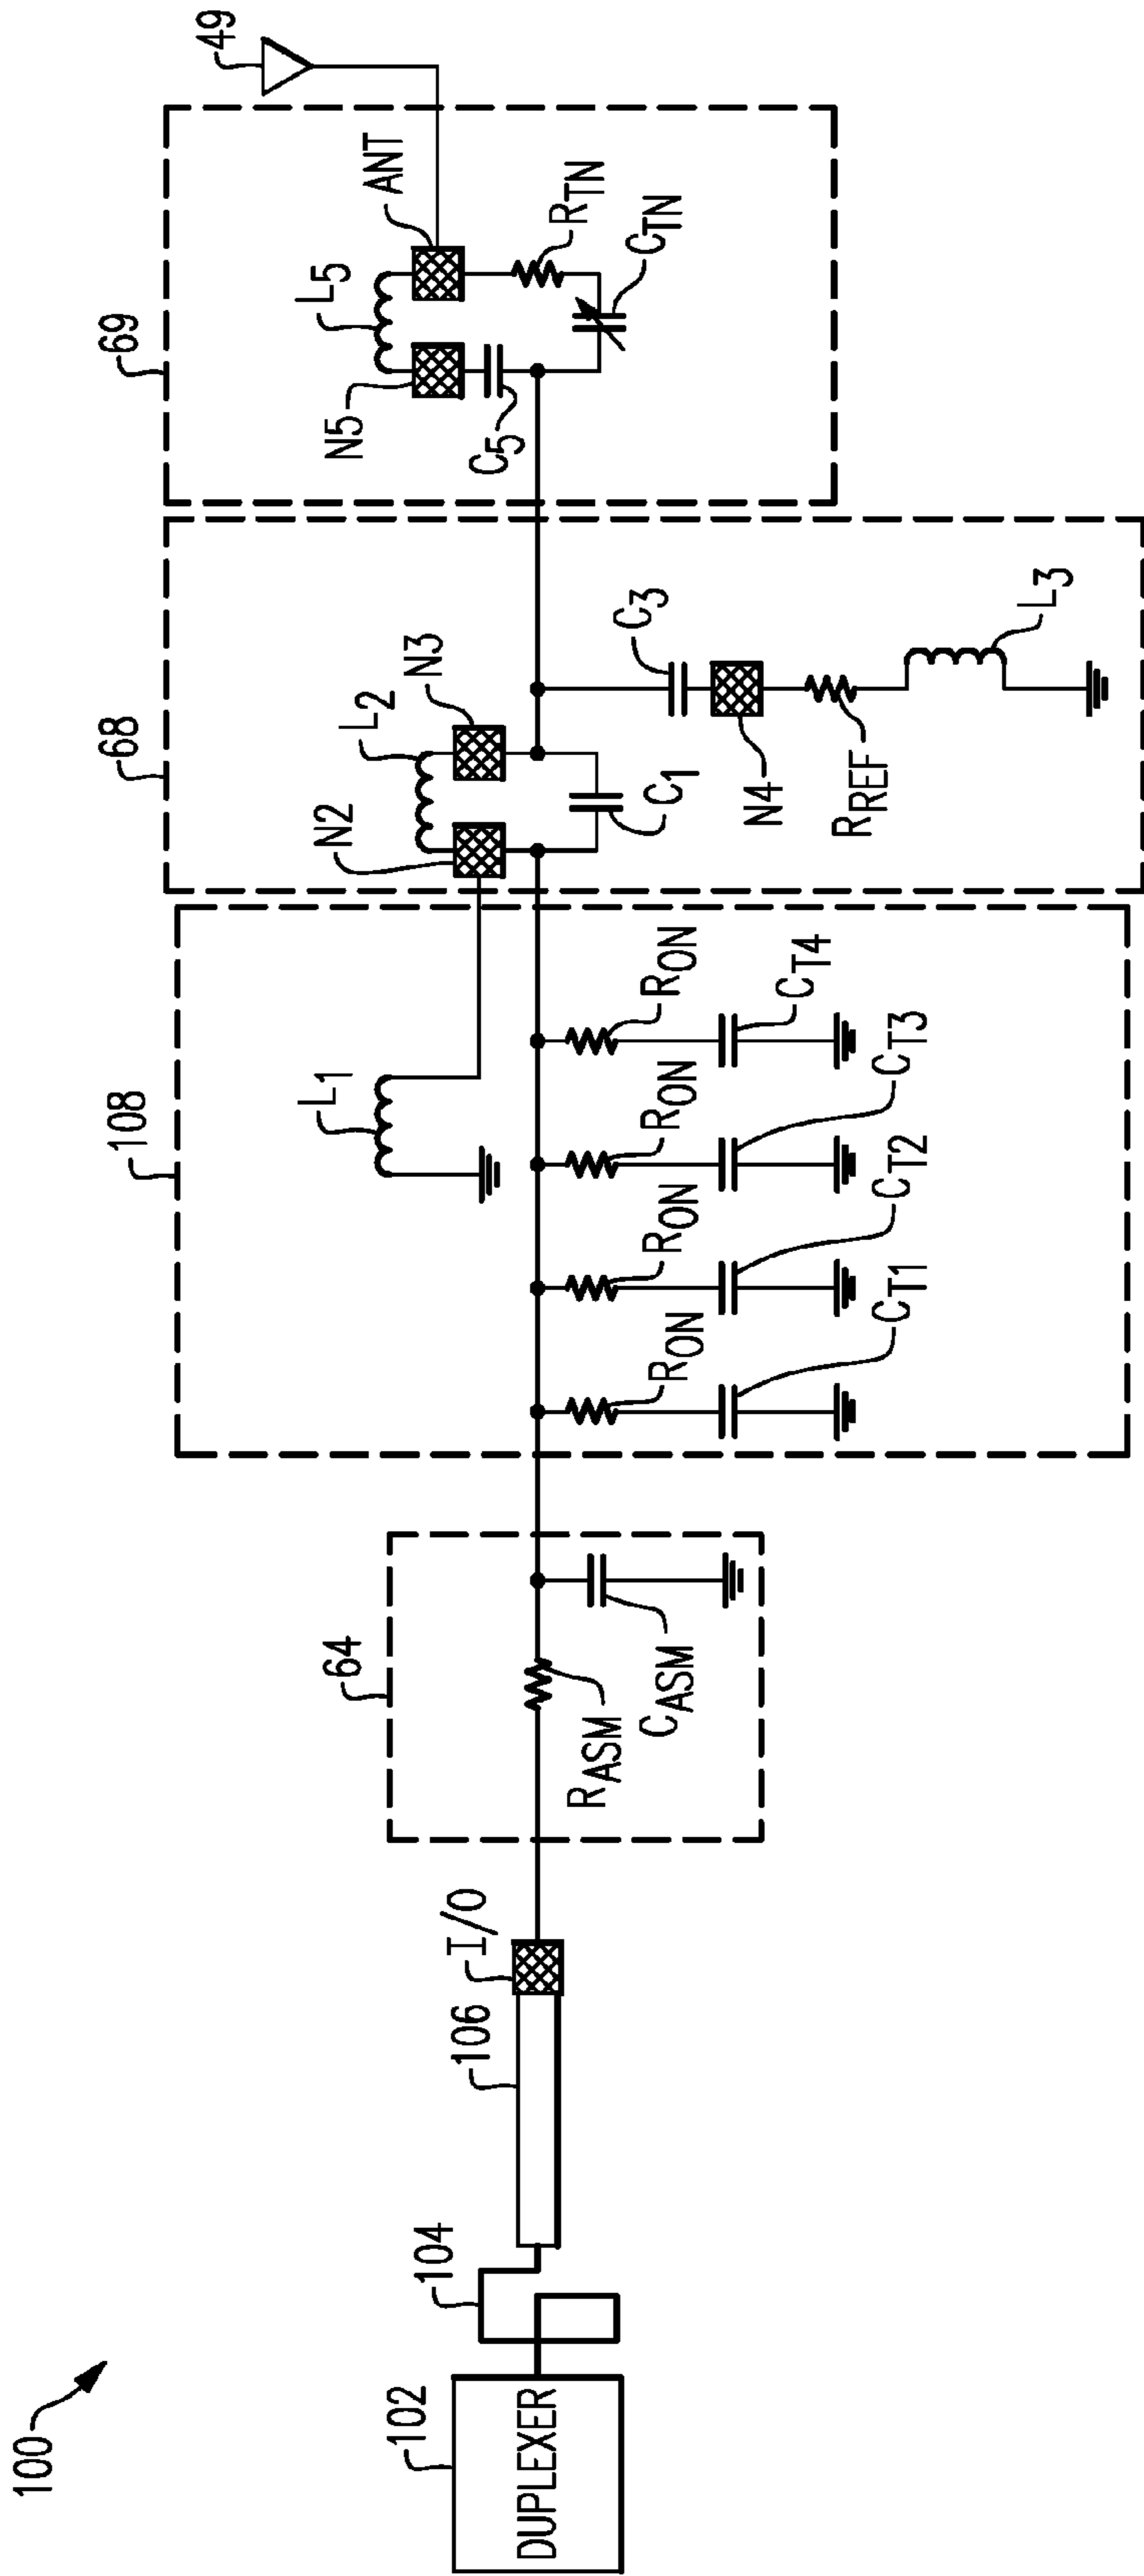 100
102
DUPLEXER
104
106
I/O
64
RASM
CASM
108
L1
RON
RON
RON
RON
CT1
CT2
CT3
CT4
68
N2
L2
N3
C1
C3
N4
RREF
L3
69
N5
L5
ANT
C5
RTN
CTN
49